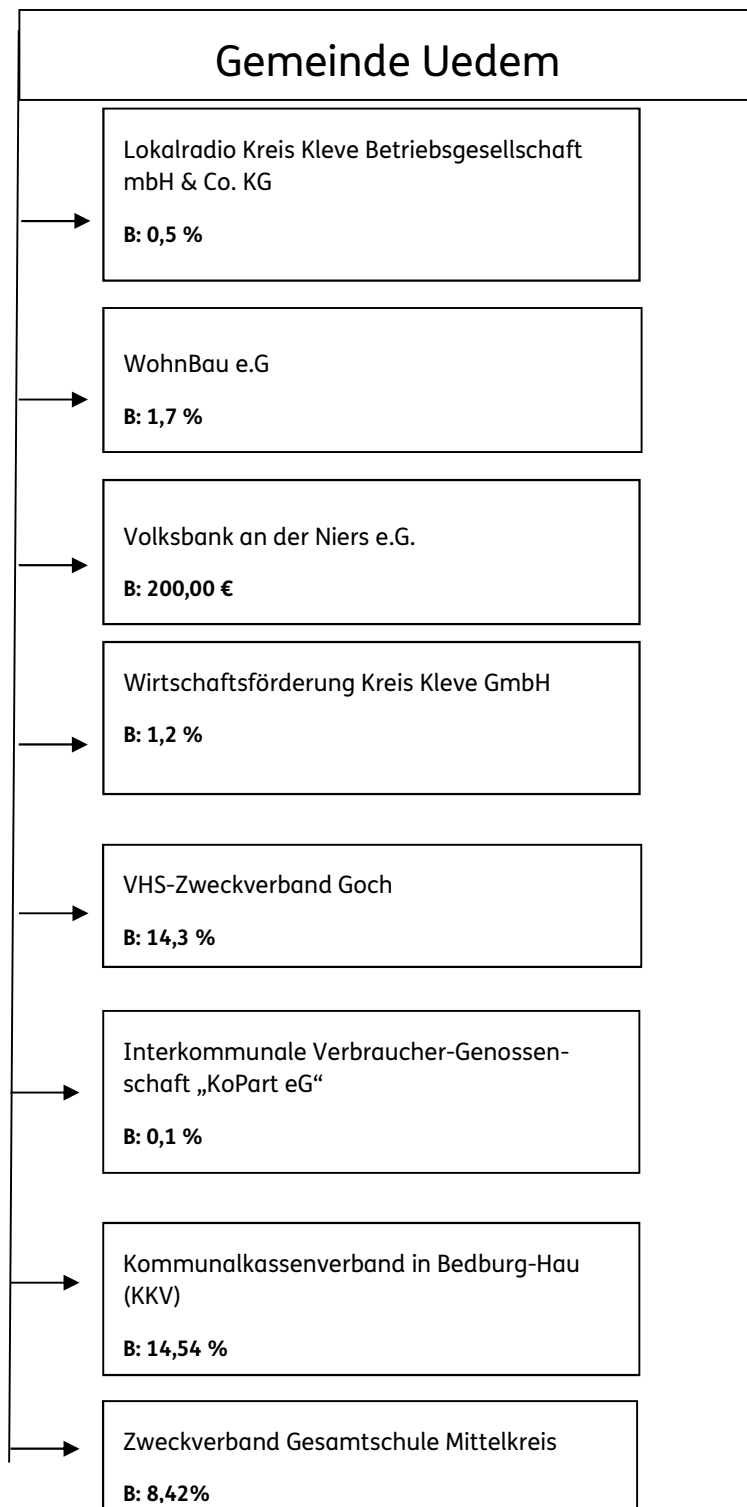 Gemeinde Uedem
Lokalradio Kreis Kleve Betriebsgesellschaft
mbH & Co. KG
B: 0,5 %
WohnBau e.G
B: 1,7 %
Volksbank an der Niers e.G.
B: 200,00 €
Wirtschaftsförderung Kreis Kleve GmbH
B: 1,2 %
VHS-Zweckverband Goch
B: 14,3 %
Interkommunale Verbraucher-Genossen-
schaft „KoPart eG“
B: 0,1 %
Kommunalkassenverband in Bedburg-Hau
(KKV)
B: 14,54 %
Zweckverband Gesamtschule Mittelkreis
B: 8,42%